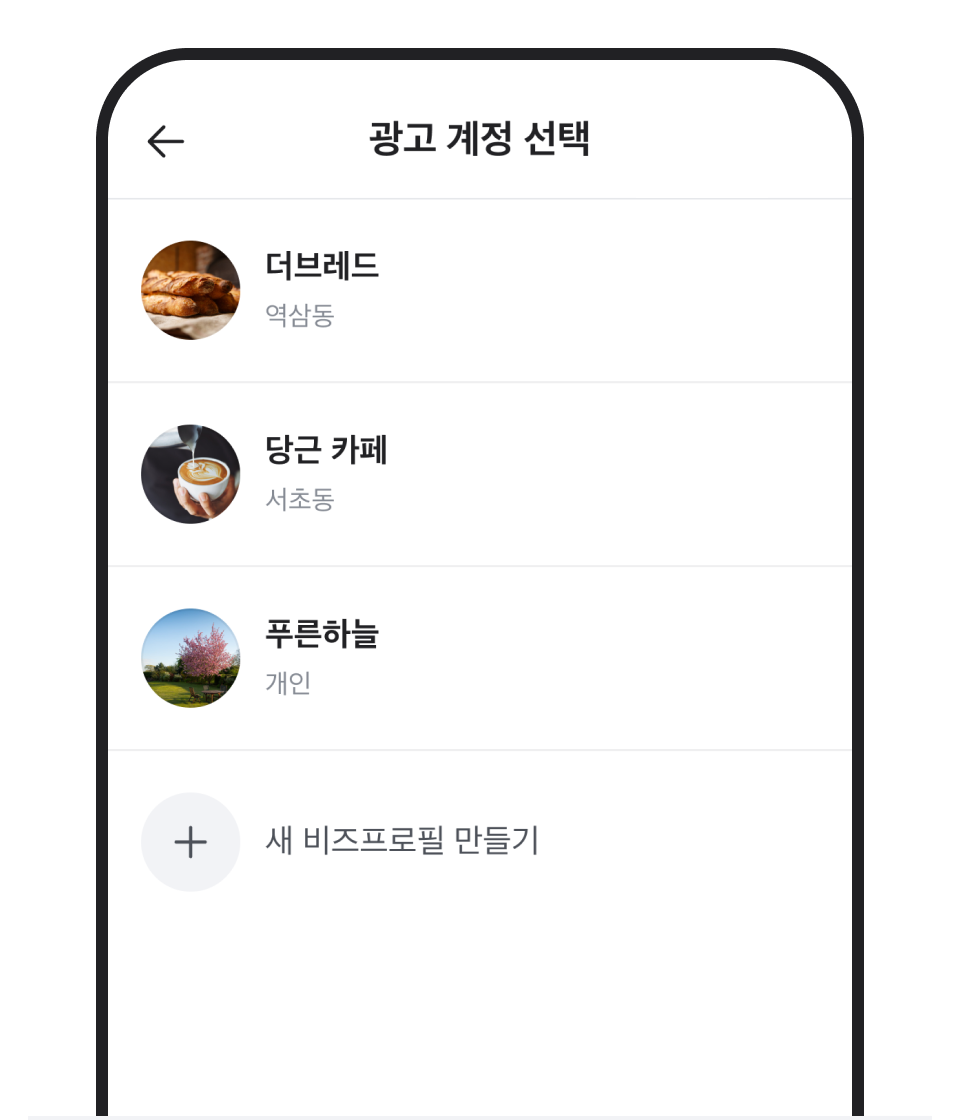 광고 계정 선택
더브레드
역삼동
당근 카페
서초동
푸른하늘
개인
새 비즈프로필 만들기